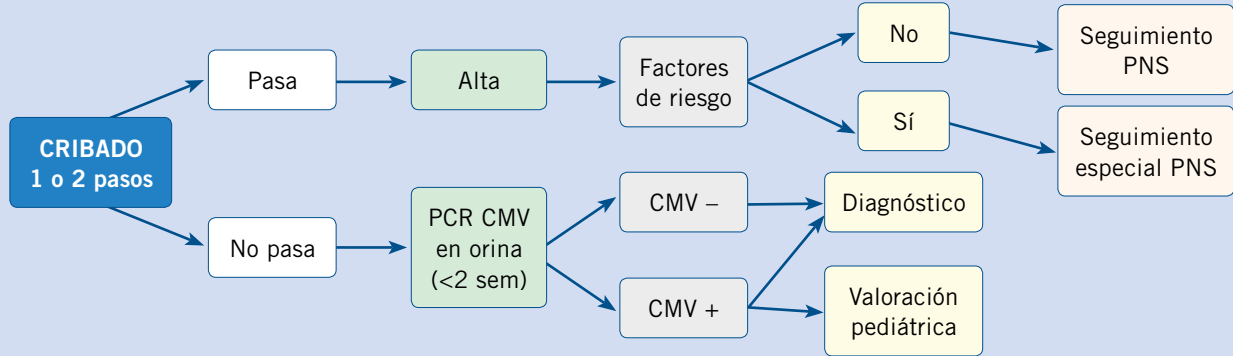 CRIBADO
1 o 2 pasos
Pasa
Alta
Factores
de riesgo
No
Seguimiento
PNS
Sí
Seguimiento
especial PNS
No pasa
PCR CMV
en orina
(<2 sem)
CMV –
Diagnóstico
CMV +
Valoración
pediátrica